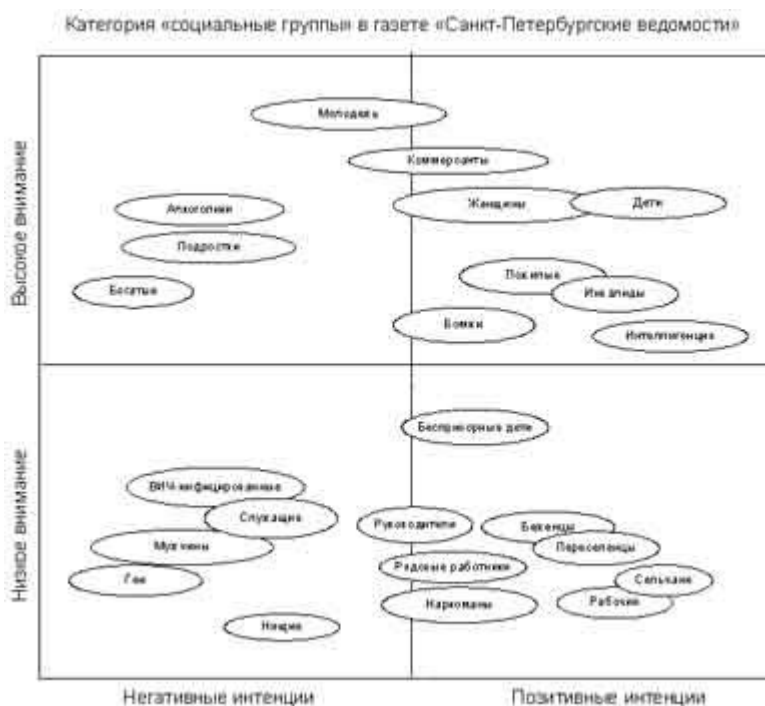 Категория «социальные группы» в газете «Санкт-Петербургские ведомости»
Высокое внимание
Молодежь
Коммерсанты
Алкоголики
Женщины
Дети
Подростки
Богатые
Пожилые
Инвалиды
Бомжи
Интеллигенция
Низкое внимание
Беспризорные дети
ВИЧ-инфицированные
Служащие
Руководители
Беженцы
Мужчины
Переселенцы
Геи
Рядовые работники
Сельчане
Наркоманы
Рабочие
Нищие
Негативные интенции
Позитивные интенции